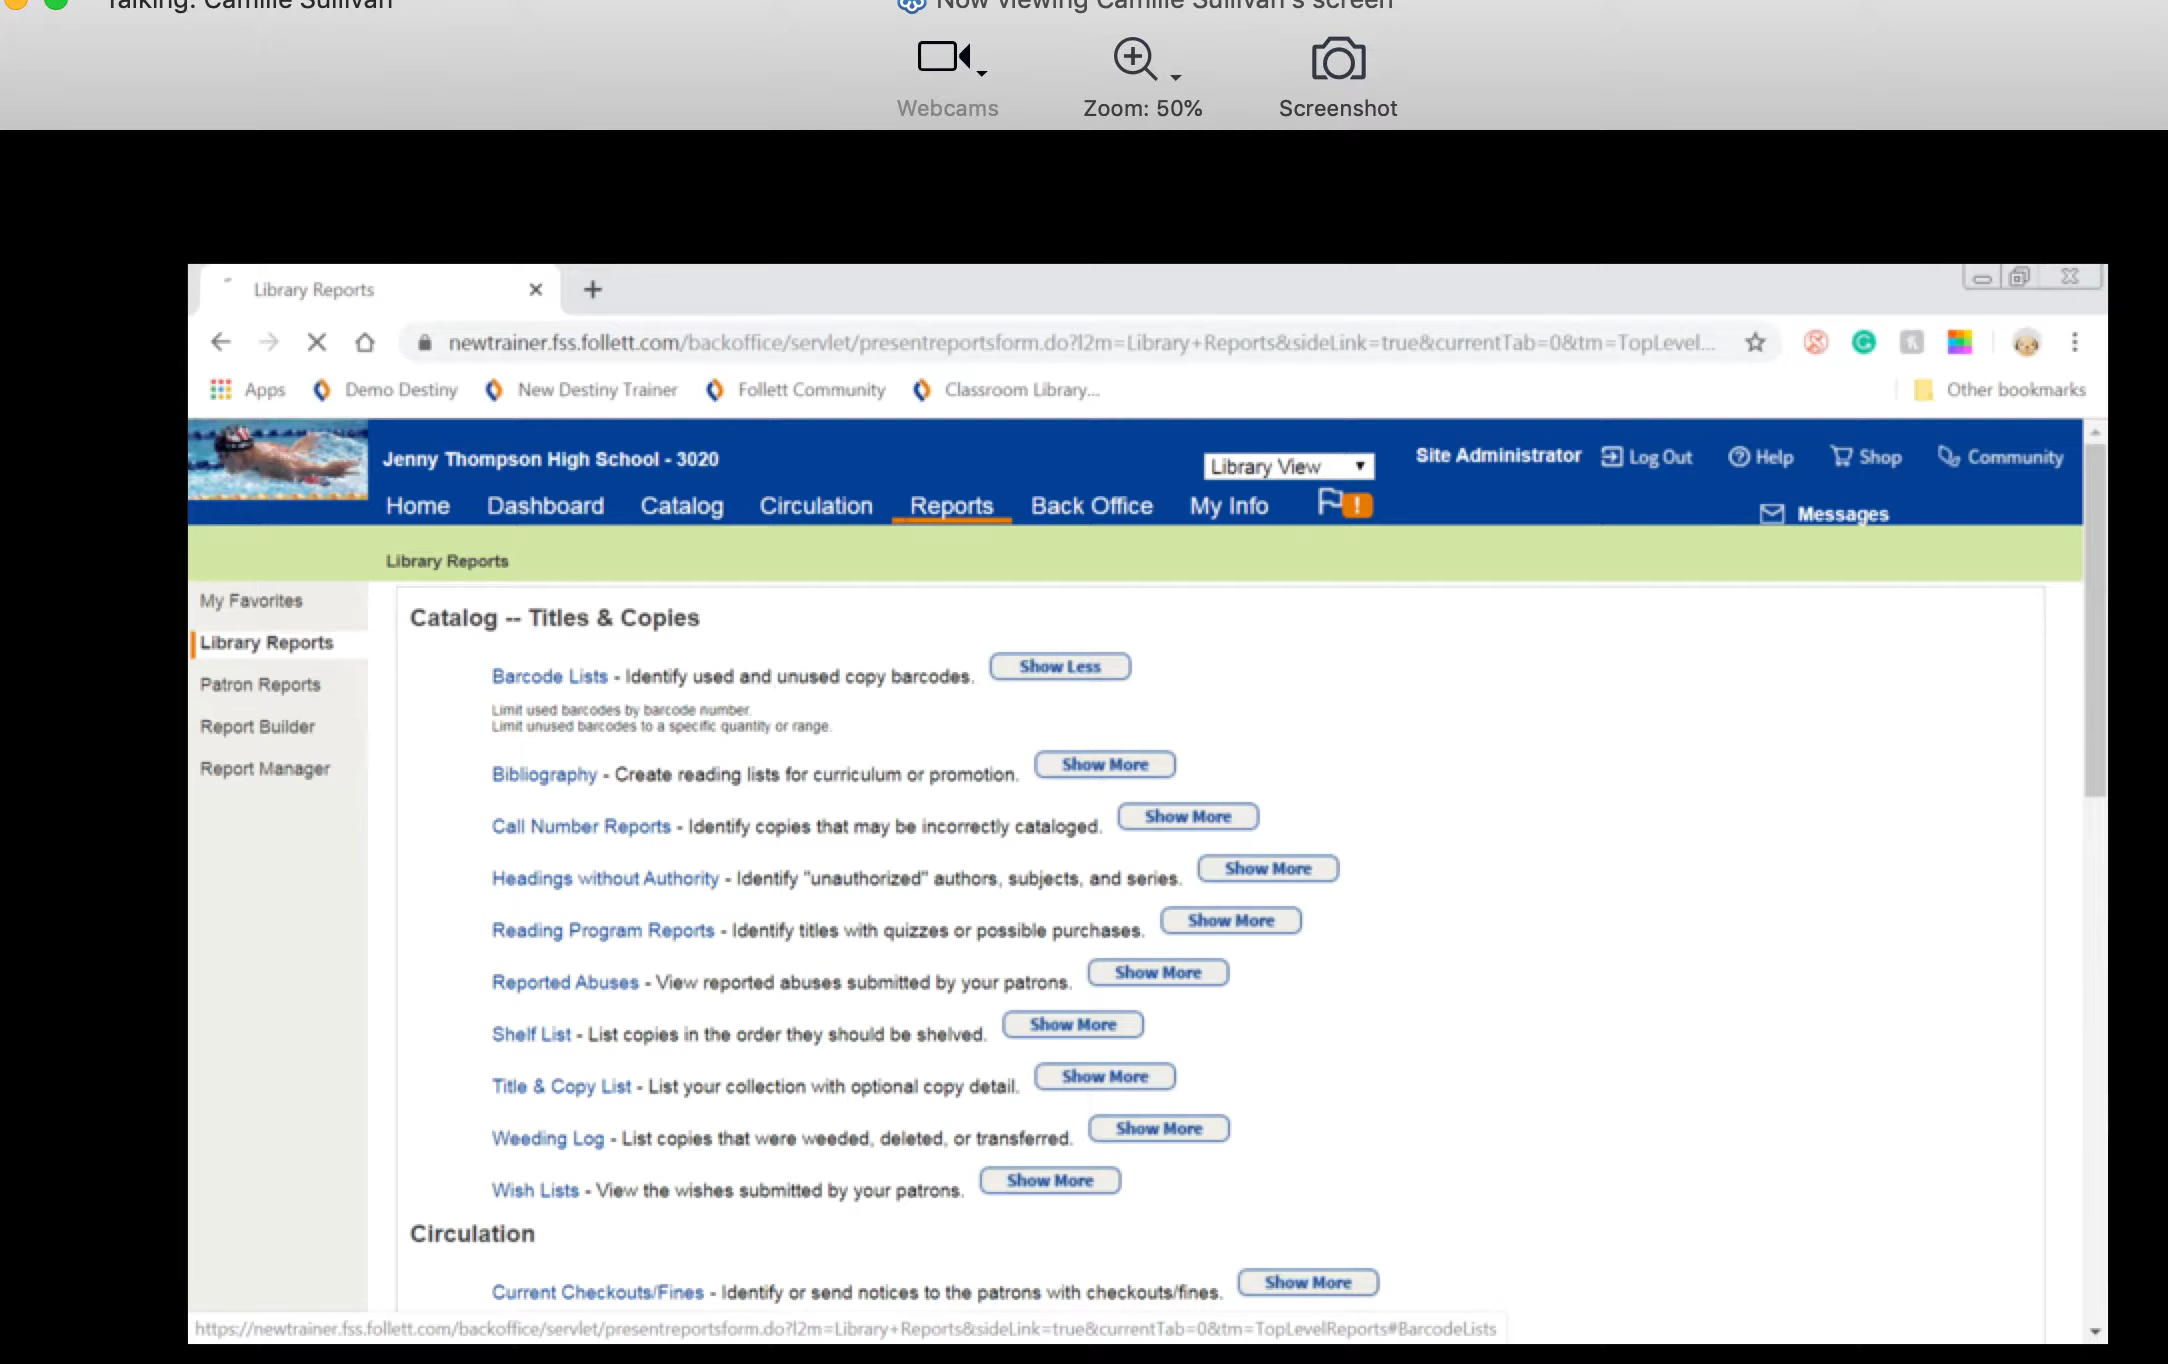 Talking: Camille Sullivan
Now viewing Camille Sullivan's screen
Webcams
Zoom: 50%
Screenshot
Library Reports
newtrainer.fss.follett.com/backoffice/servlet/presentreportsform.do?l2m=Library+Reports&sideLink=true&currentTab=0&tm=TopLevel...
Apps
Demo Destiny
New Destiny Trainer
Follett Community
Classroom Library...
Other bookmarks
Jenny Thompson High School - 3020
Library View
Site Administrator
Log Out
Help
Shop
Community
Home
Dashboard
Catalog
Circulation
Reports
Back Office
My Info
!
Messages
Library Reports
My Favorites
Library Reports
Patron Reports
Report Builder
Report Manager
Catalog -- Titles & Copies
Barcode Lists - Identify used and unused copy barcodes. Show Less
Limit used barcodes by barcode number.
Limit unused barcodes to a specific quantity or range.
Bibliography - Create reading lists for curriculum or promotion. Show More
Call Number Reports - Identify copies that may be incorrectly cataloged. Show More
Headings without Authority - Identify "unauthorized" authors, subjects, and series. Show More
Reading Program Reports - Identify titles with quizzes or possible purchases. Show More
Reported Abuses - View reported abuses submitted by your patrons. Show More
Shelf List - List copies in the order they should be shelved. Show More
Title & Copy List - List your collection with optional copy detail. Show More
Weeding Log - List copies that were weeded, deleted, or transferred. Show More
Wish Lists - View the wishes submitted by your patrons. Show More
Circulation
Current Checkouts/Fines - Identify or send notices to the patrons with checkouts/fines. Show More
https://newtrainer.fss.follett.com/backoffice/servlet/presentreportsform.do?l2m=Library+Reports&sideLink=true&currentTab=0&tm=TopLevelReports#BarcodeLists